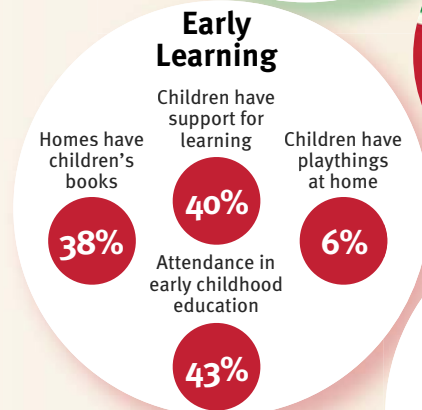 Early
Learning
Children have
support for
learning
40%
Homes have
children’s
books
38%
Children have
playthings
at home
6%
Attendance in
early childhood
education
43%